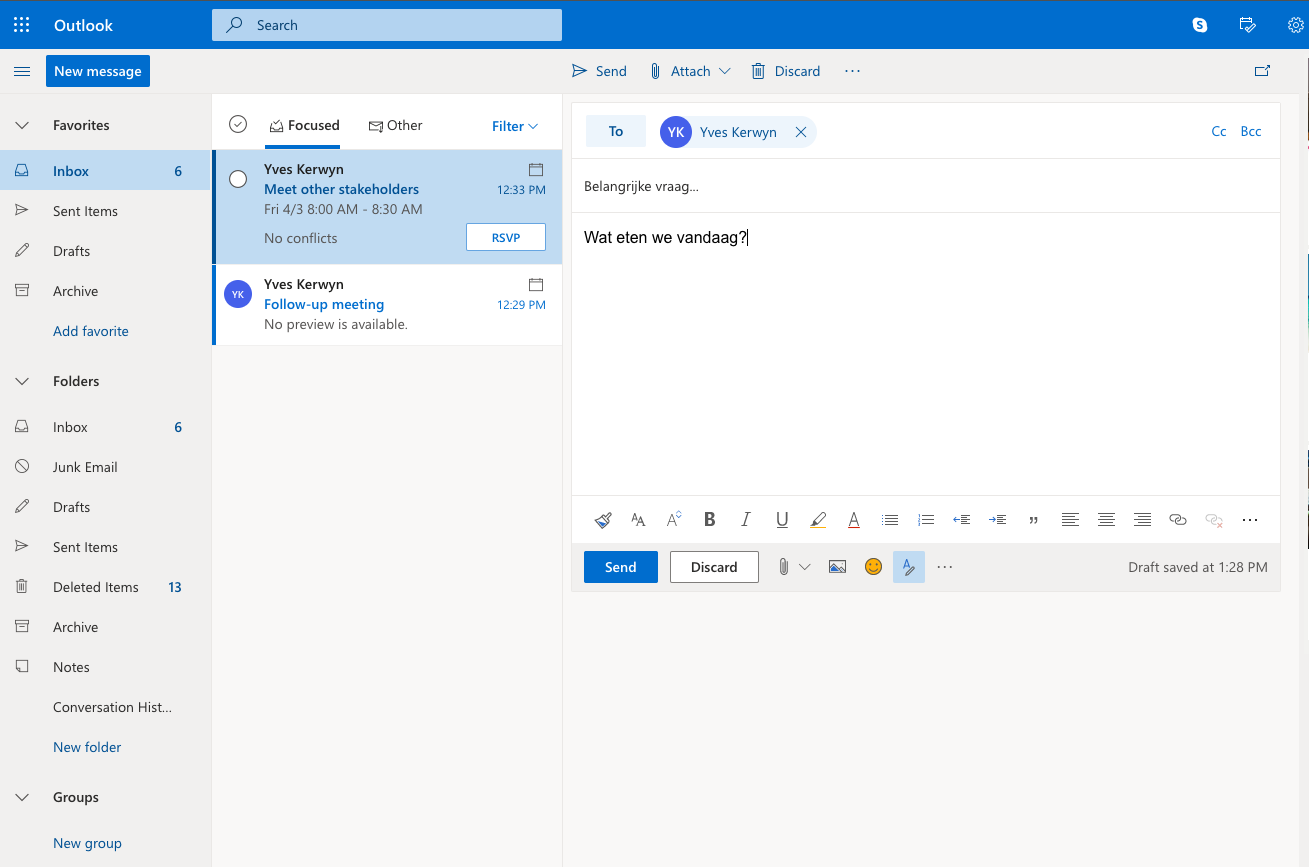 Outlook
Search
New message
Send Attach Discard
Favorites
Inbox 6
Sent Items
Drafts
Archive
Add favorite
Folders
Inbox 6
Junk Email
Drafts
Sent Items
Deleted Items 13
Archive
Notes
Conversation Hist...
New folder
Groups
New group
Focused Other Filter
Yves Kerwyn
Meet other stakeholders 12:33 PM
Fri 4/3 8:00 AM - 8:30 AM
No conflicts RSVP
YK
Yves Kerwyn
Follow-up meeting 12:29 PM
No preview is available.
To YK Yves Kerwyn Cc Bcc
Belangrijke vraag...
Wat eten we vandaag?
Send Discard Draft saved at 1:28 PM